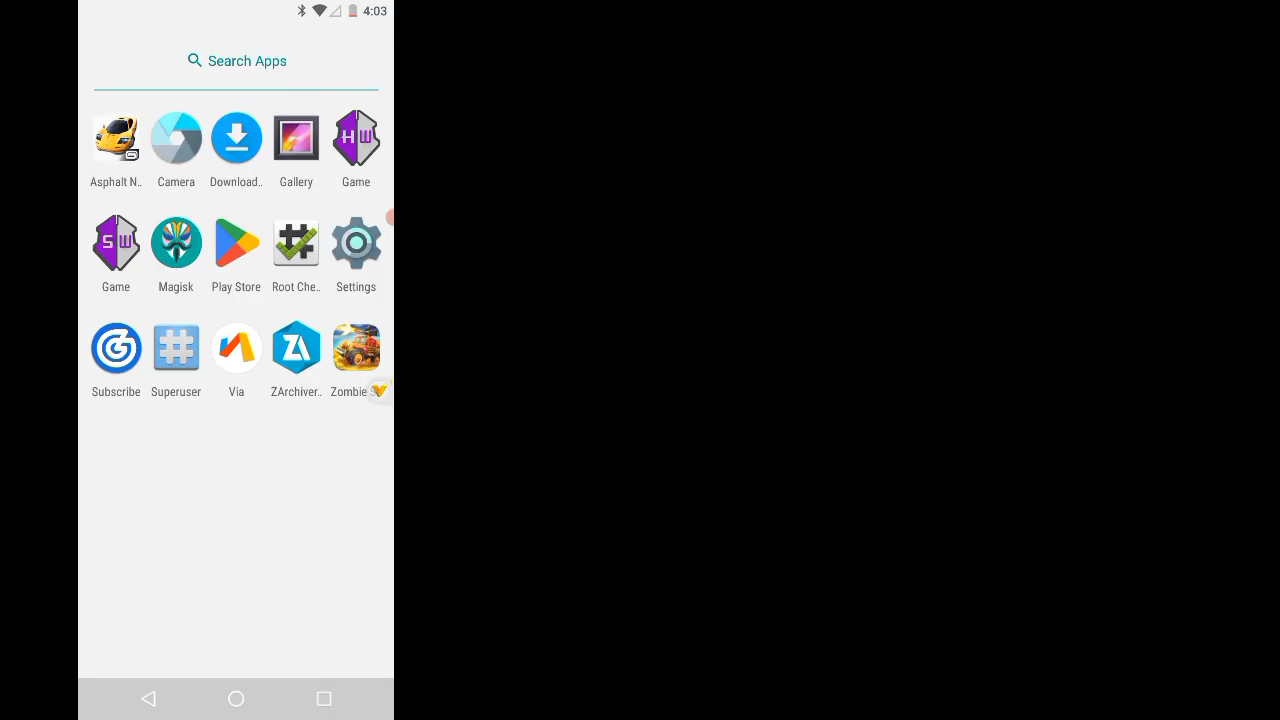 4:03
Search Apps
Asphalt N.. Camera Download.. Gallery Game
H W
S W
Game Magisk Play Store Root Che.. Settings
ZA
Subscribe Superuser Via ZArchiver.. Zombie